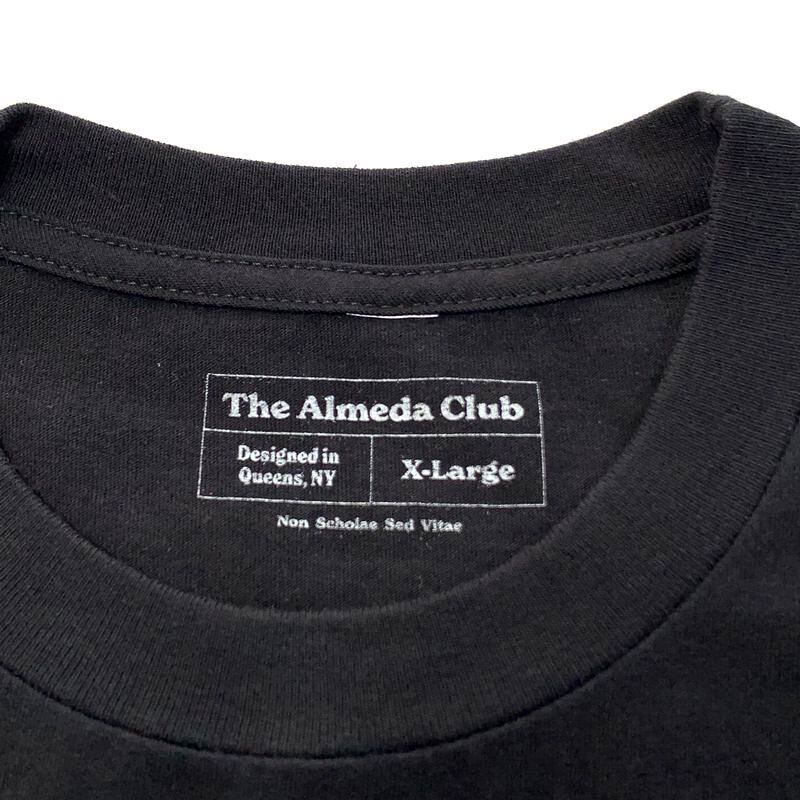 The Almeda Club
Designed in
Queens, NY
X-Large
Non Scholae Sed Vitae